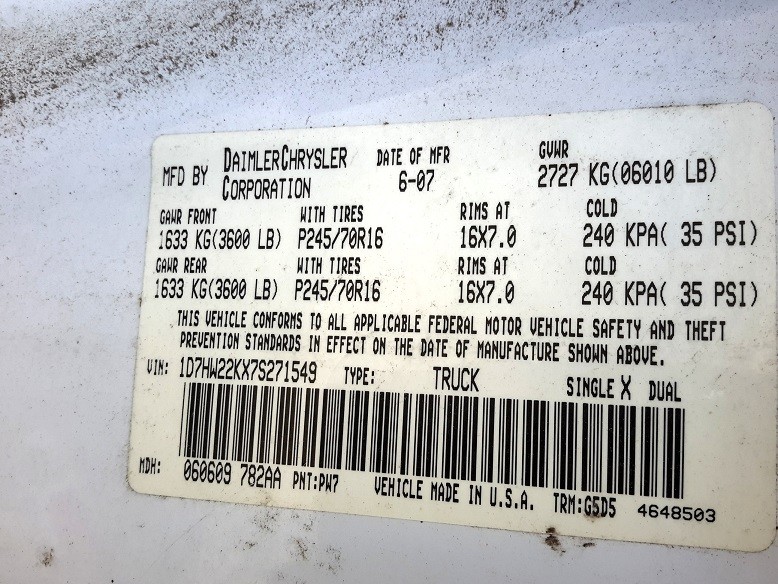 MFD BY DAIMLERCHRYSLER CORPORATION DATE OF MFR 6-07 GVWR 2727 KG(06010 LB)
GAWR FRONT WITH TIRES RIMS AT COLD
1633 KG(3600 LB) P245/70R16 16X7.0 240 KPA( 35 PSI)
GAWR REAR WITH TIRES RIMS AT COLD
1633 KG(3600 LB) P245/70R16 16X7.0 240 KPA( 35 PSI)
THIS VEHICLE CONFORMS TO ALL APPLICABLE FEDERAL MOTOR VEHICLE SAFETY AND THEFT
PREVENTION STANDARDS IN EFFECT ON THE DATE OF MANUFACTURE SHOWN ABOVE.
VIN: 1D7HW22KX7S271549 TYPE: TRUCK SINGLE X DUAL
MDH: 060609 782AA PNT:PW7 VEHICLE MADE IN U.S.A. TRM:G5D5 4648503